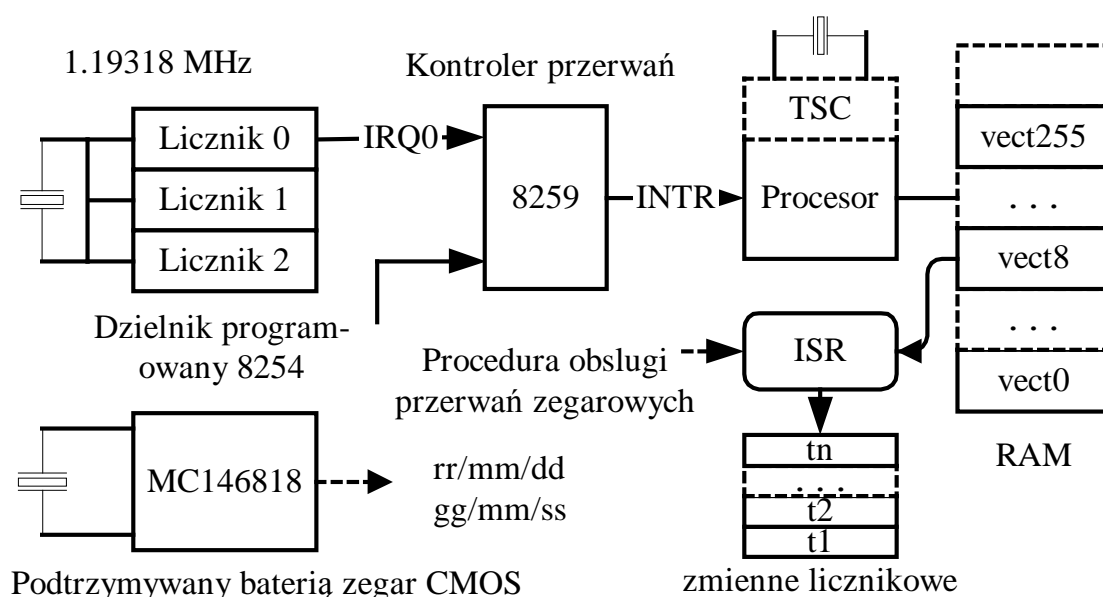 1.19318 MHz
Kontroler przerwań
TSC
Licznik 0
IRQ0
vect255
Licznik 1
8259
INTR
Procesor
. . .
Licznik 2
vect8
Dzielnik program-
owany 8254
. . .
ISR
Procedura obslugi
przerwań zegarowych
vect0
tn
RAM
MC146818
rr/mm/dd
. . .
gg/mm/ss
t2
t1
Podtrzymywany baterią zegar CMOS
zmienne licznikowe